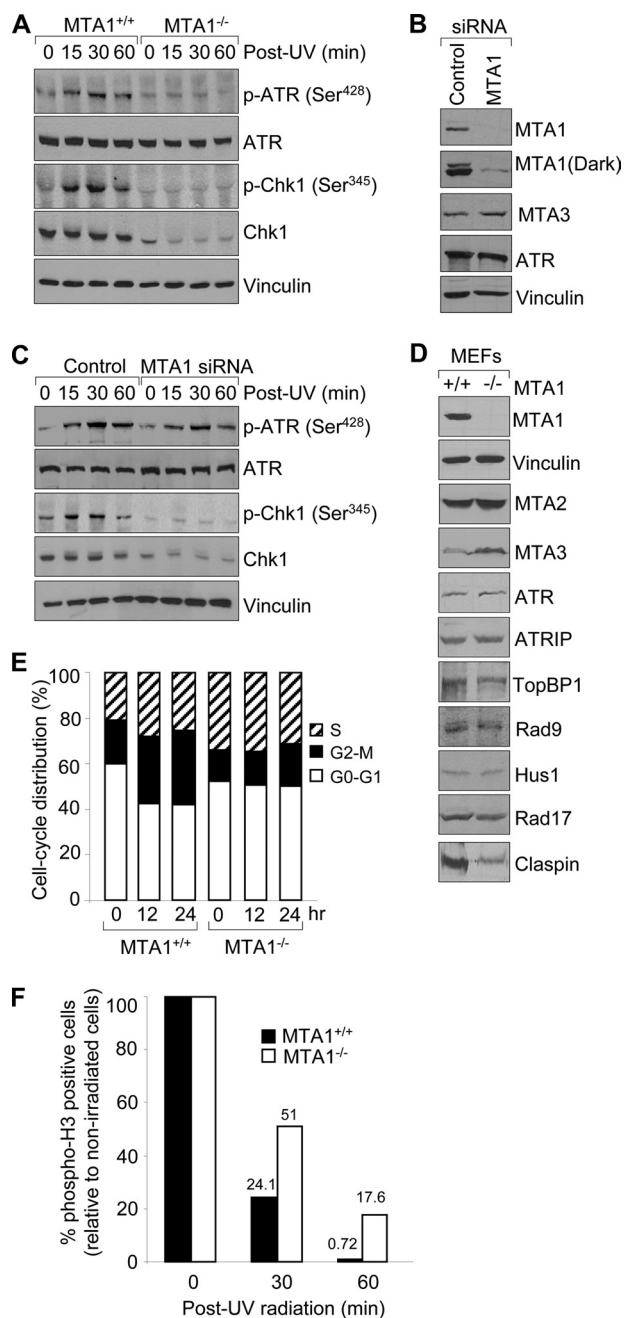 A
MTA1+/+ MTA1-/-
0 15 30 60 0 15 30 60 Post-UV (min)
p-ATR (Ser428)
ATR
p-Chk1 (Ser345)
Chk1
Vinculin
B
siRNA
Control MTA1
MTA1
MTA1(Dark)
MTA3
ATR
Vinculin
C
Control MTA1 siRNA
0 15 30 60 0 15 30 60 Post-UV (min)
p-ATR (Ser428)
ATR
p-Chk1 (Ser345)
Chk1
Vinculin
D
MEFs
+/+ -/- MTA1
MTA1
Vinculin
MTA2
MTA3
ATR
ATRIP
TopBP1
Rad9
Hus1
Rad17
Claspin
E
Cell-cycle distribution (%)
100
80
60
40
20
0
S
G2-M
G0-G1
0 12 24 0 12 24 hr
MTA1+/+ MTA1-/-
F
% phospho-H3 positive cells
(relative to non-irradiated cells)
100
80
60
40
20
0
MTA1+/+
MTA1-/-
24.1
51
0.72
17.6
0 30 60
Post-UV radiation (min)